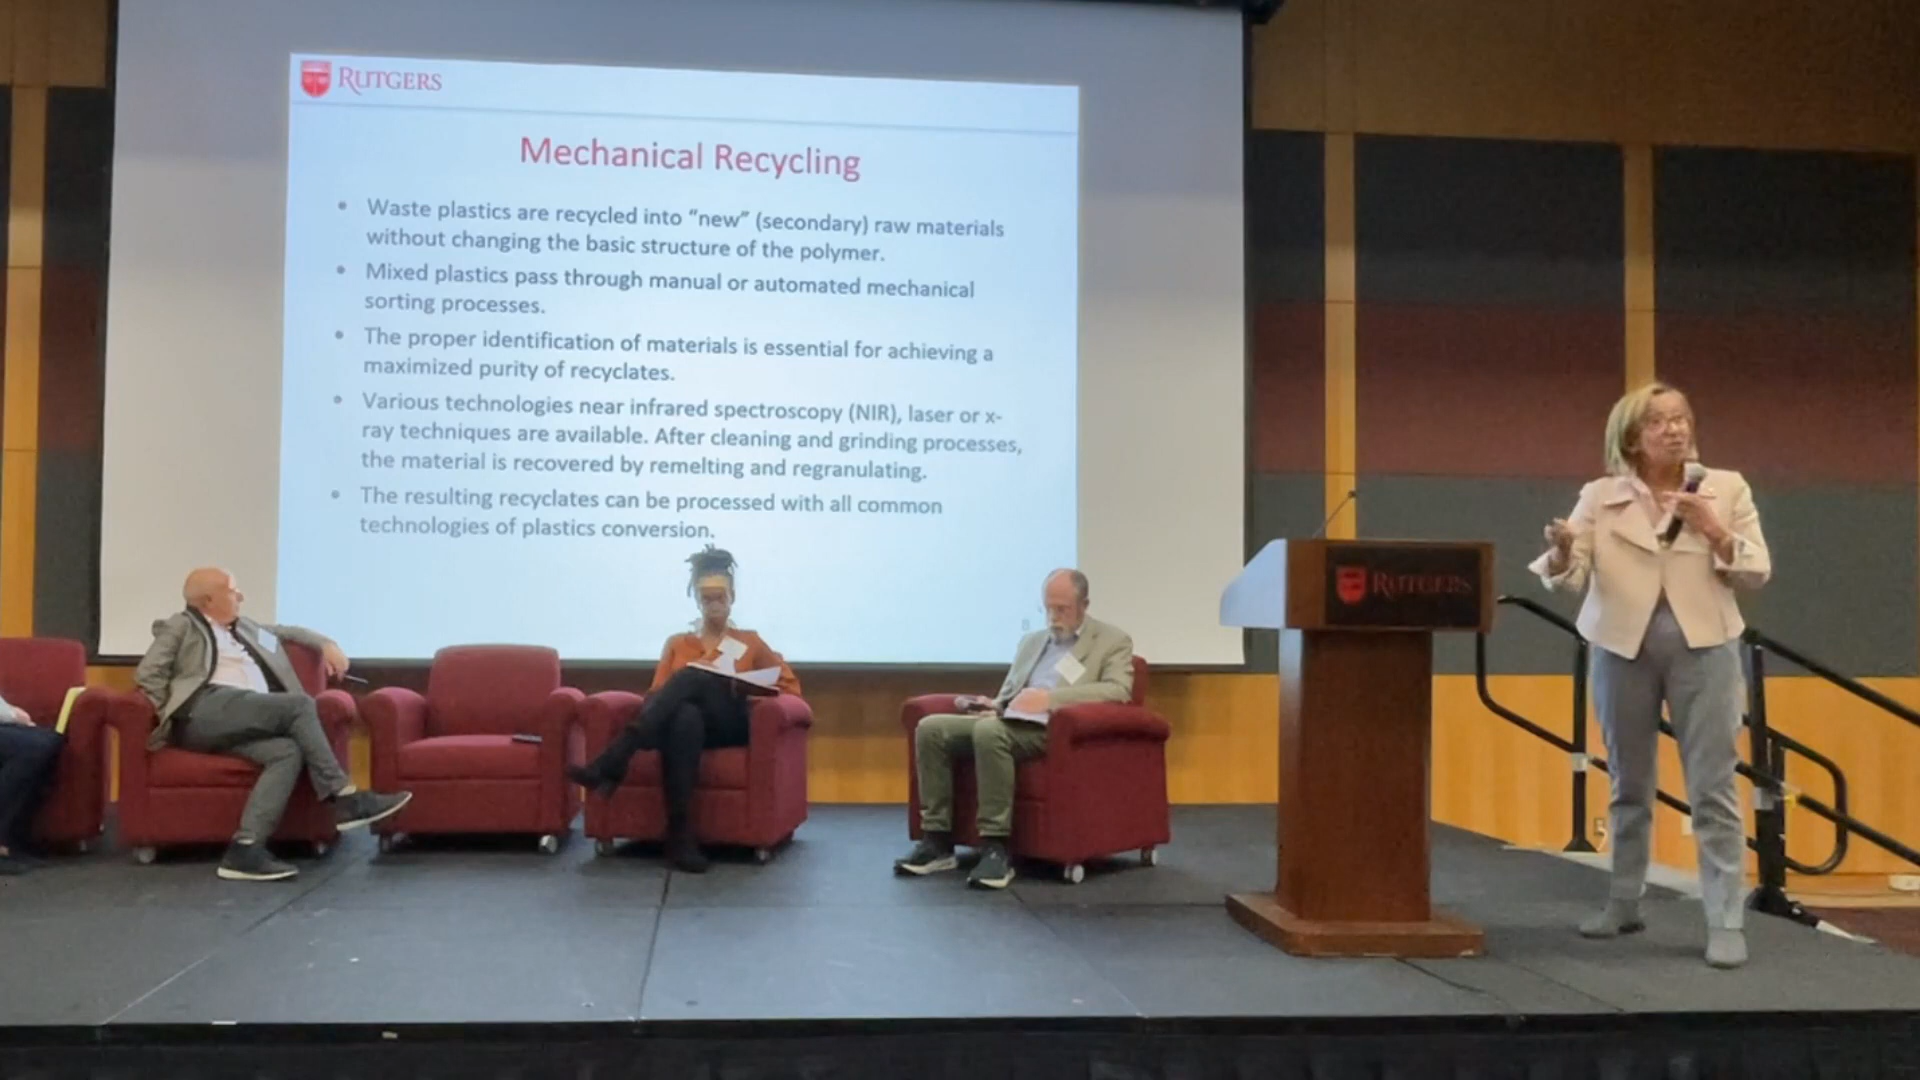 RUTGERS
Mechanical Recycling
• Waste plastics are recycled into “new” (secondary) raw materials
without changing the basic structure of the polymer.
• Mixed plastics pass through manual or automated mechanical
sorting processes.
• The proper identification of materials is essential for achieving a
maximized purity of recyclates.
• Various technologies near infrared spectroscopy (NIR), laser or x-
ray techniques are available. After cleaning and grinding processes,
the material is recovered by remelting and regranulating.
• The resulting recyclates can be processed with all common
technologies of plastics conversion.
8
RUTGERS